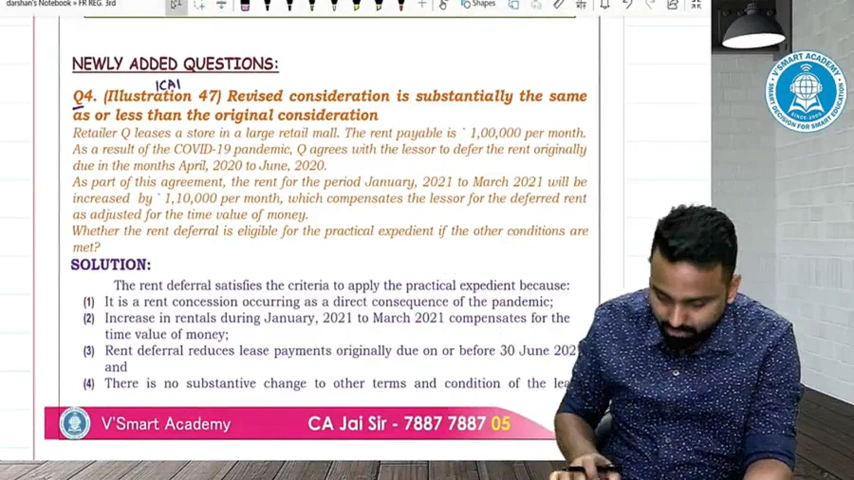 darshan's Notebook » FR REG. 3rd
Shapes
NEWLY ADDED QUESTIONS:
ICAI
Q4. (Illustration 47) Revised consideration is substantially the same
as or less than the original consideration
Retailer Q leases a store in a large retail mall. The rent payable is ` 1,00,000 per month.
As a result of the COVID-19 pandemic, Q agrees with the lessor to defer the rent originally
due in the months April, 2020 to June, 2020.
As part of this agreement, the rent for the period January, 2021 to March 2021 will be
increased by ` 1,10,000 per month, which compensates the lessor for the deferred rent
as adjusted for the time value of money.
Whether the rent deferral is eligible for the practical expedient if the other conditions are
met?
SOLUTION:
The rent deferral satisfies the criteria to apply the practical expedient because:
(1) It is a rent concession occurring as a direct consequence of the pandemic;
(2) Increase in rentals during January, 2021 to March 2021 compensates for the
time value of money;
(3) Rent deferral reduces lease payments originally due on or before 30 June 202
and
(4) There is no substantive change to other terms and condition of the lea
V'Smart Academy
CA Jai Sir - 7887 7887 05
V'SMART ACADEMY
SMART DECISION FOR SMART EDUCATION